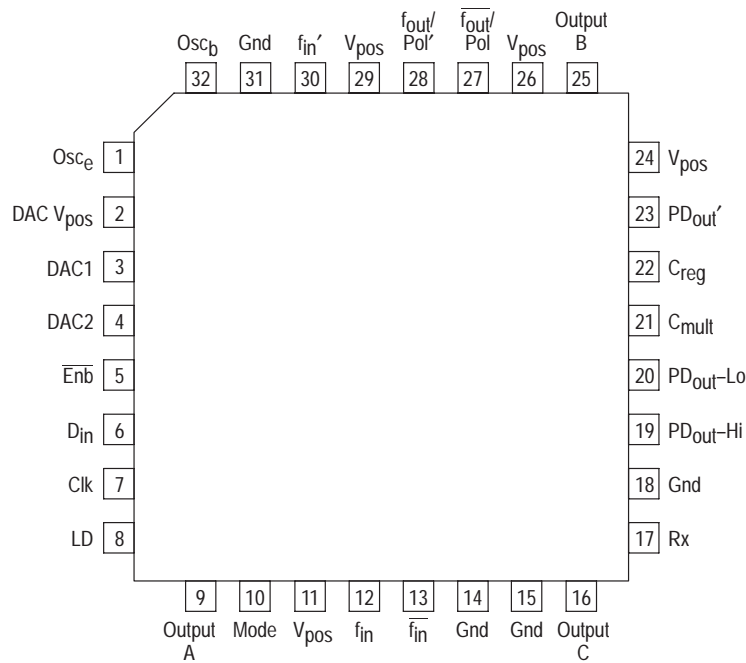 Osc_b Gnd f_in′ V_pos f_out/ Pol′ f̅_o̅u̅t̅/ Pol V_pos Output B
32 31 30 29 28 27 26 25
Osc_e 1
DAC V_pos 2
DAC1 3
DAC2 4
E̅n̅b̅ 5
D_in 6
Clk 7
LD 8
24 V_pos
23 PD_out′
22 C_reg
21 C_mult
20 PD_out–Lo
19 PD_out–Hi
18 Gnd
17 Rx
9 10 11 12 13 14 15 16
Output A Mode V_pos f_in f̅_i̅n̅ Gnd Gnd Output C